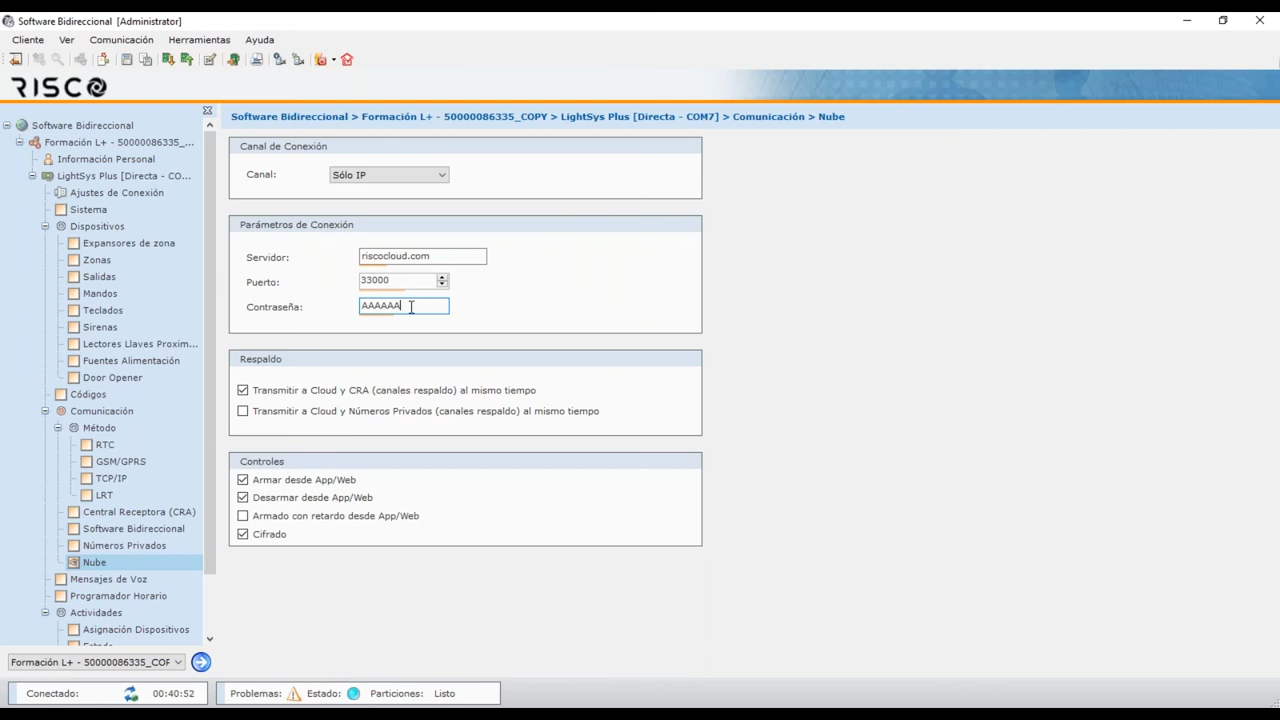 Software Bidireccional [Administrator]
Cliente Ver Comunicación Herramientas Ayuda
RISCO
Software Bidireccional
Formación L+ - 50000086335_...
Información Personal
LightSys Plus [Directa - CO...
Ajustes de Conexión
Sistema
Dispositivos
Expansores de zona
Zonas
Salidas
Mandos
Teclados
Sirenas
Lectores Llaves Proxim...
Fuentes Alimentación
Door Opener
Códigos
Comunicación
Método
RTC
GSM/GPRS
TCP/IP
LRT
Central Receptora (CRA)
Software Bidireccional
Números Privados
Nube
Mensajes de Voz
Programador Horario
Actividades
Asignación Dispositivos
Estado
Formación L+ - 50000086335_COP
Software Bidireccional > Formación L+ - 50000086335_COPY > LightSys Plus [Directa - COM7] > Comunicación > Nube
Canal de Conexión
Canal: Sólo IP
Parámetros de Conexión
Servidor: riscocloud.com
Puerto: 33000
Contraseña: AAAAAA
Respaldo
Transmitir a Cloud y CRA (canales respaldo) al mismo tiempo
Transmitir a Cloud y Números Privados (canales respaldo) al mismo tiempo
Controles
Armar desde App/Web
Desarmar desde App/Web
Armado con retardo desde App/Web
Cifrado
Conectado: 00:40:52 Problemas: Estado: Particiones: Listo